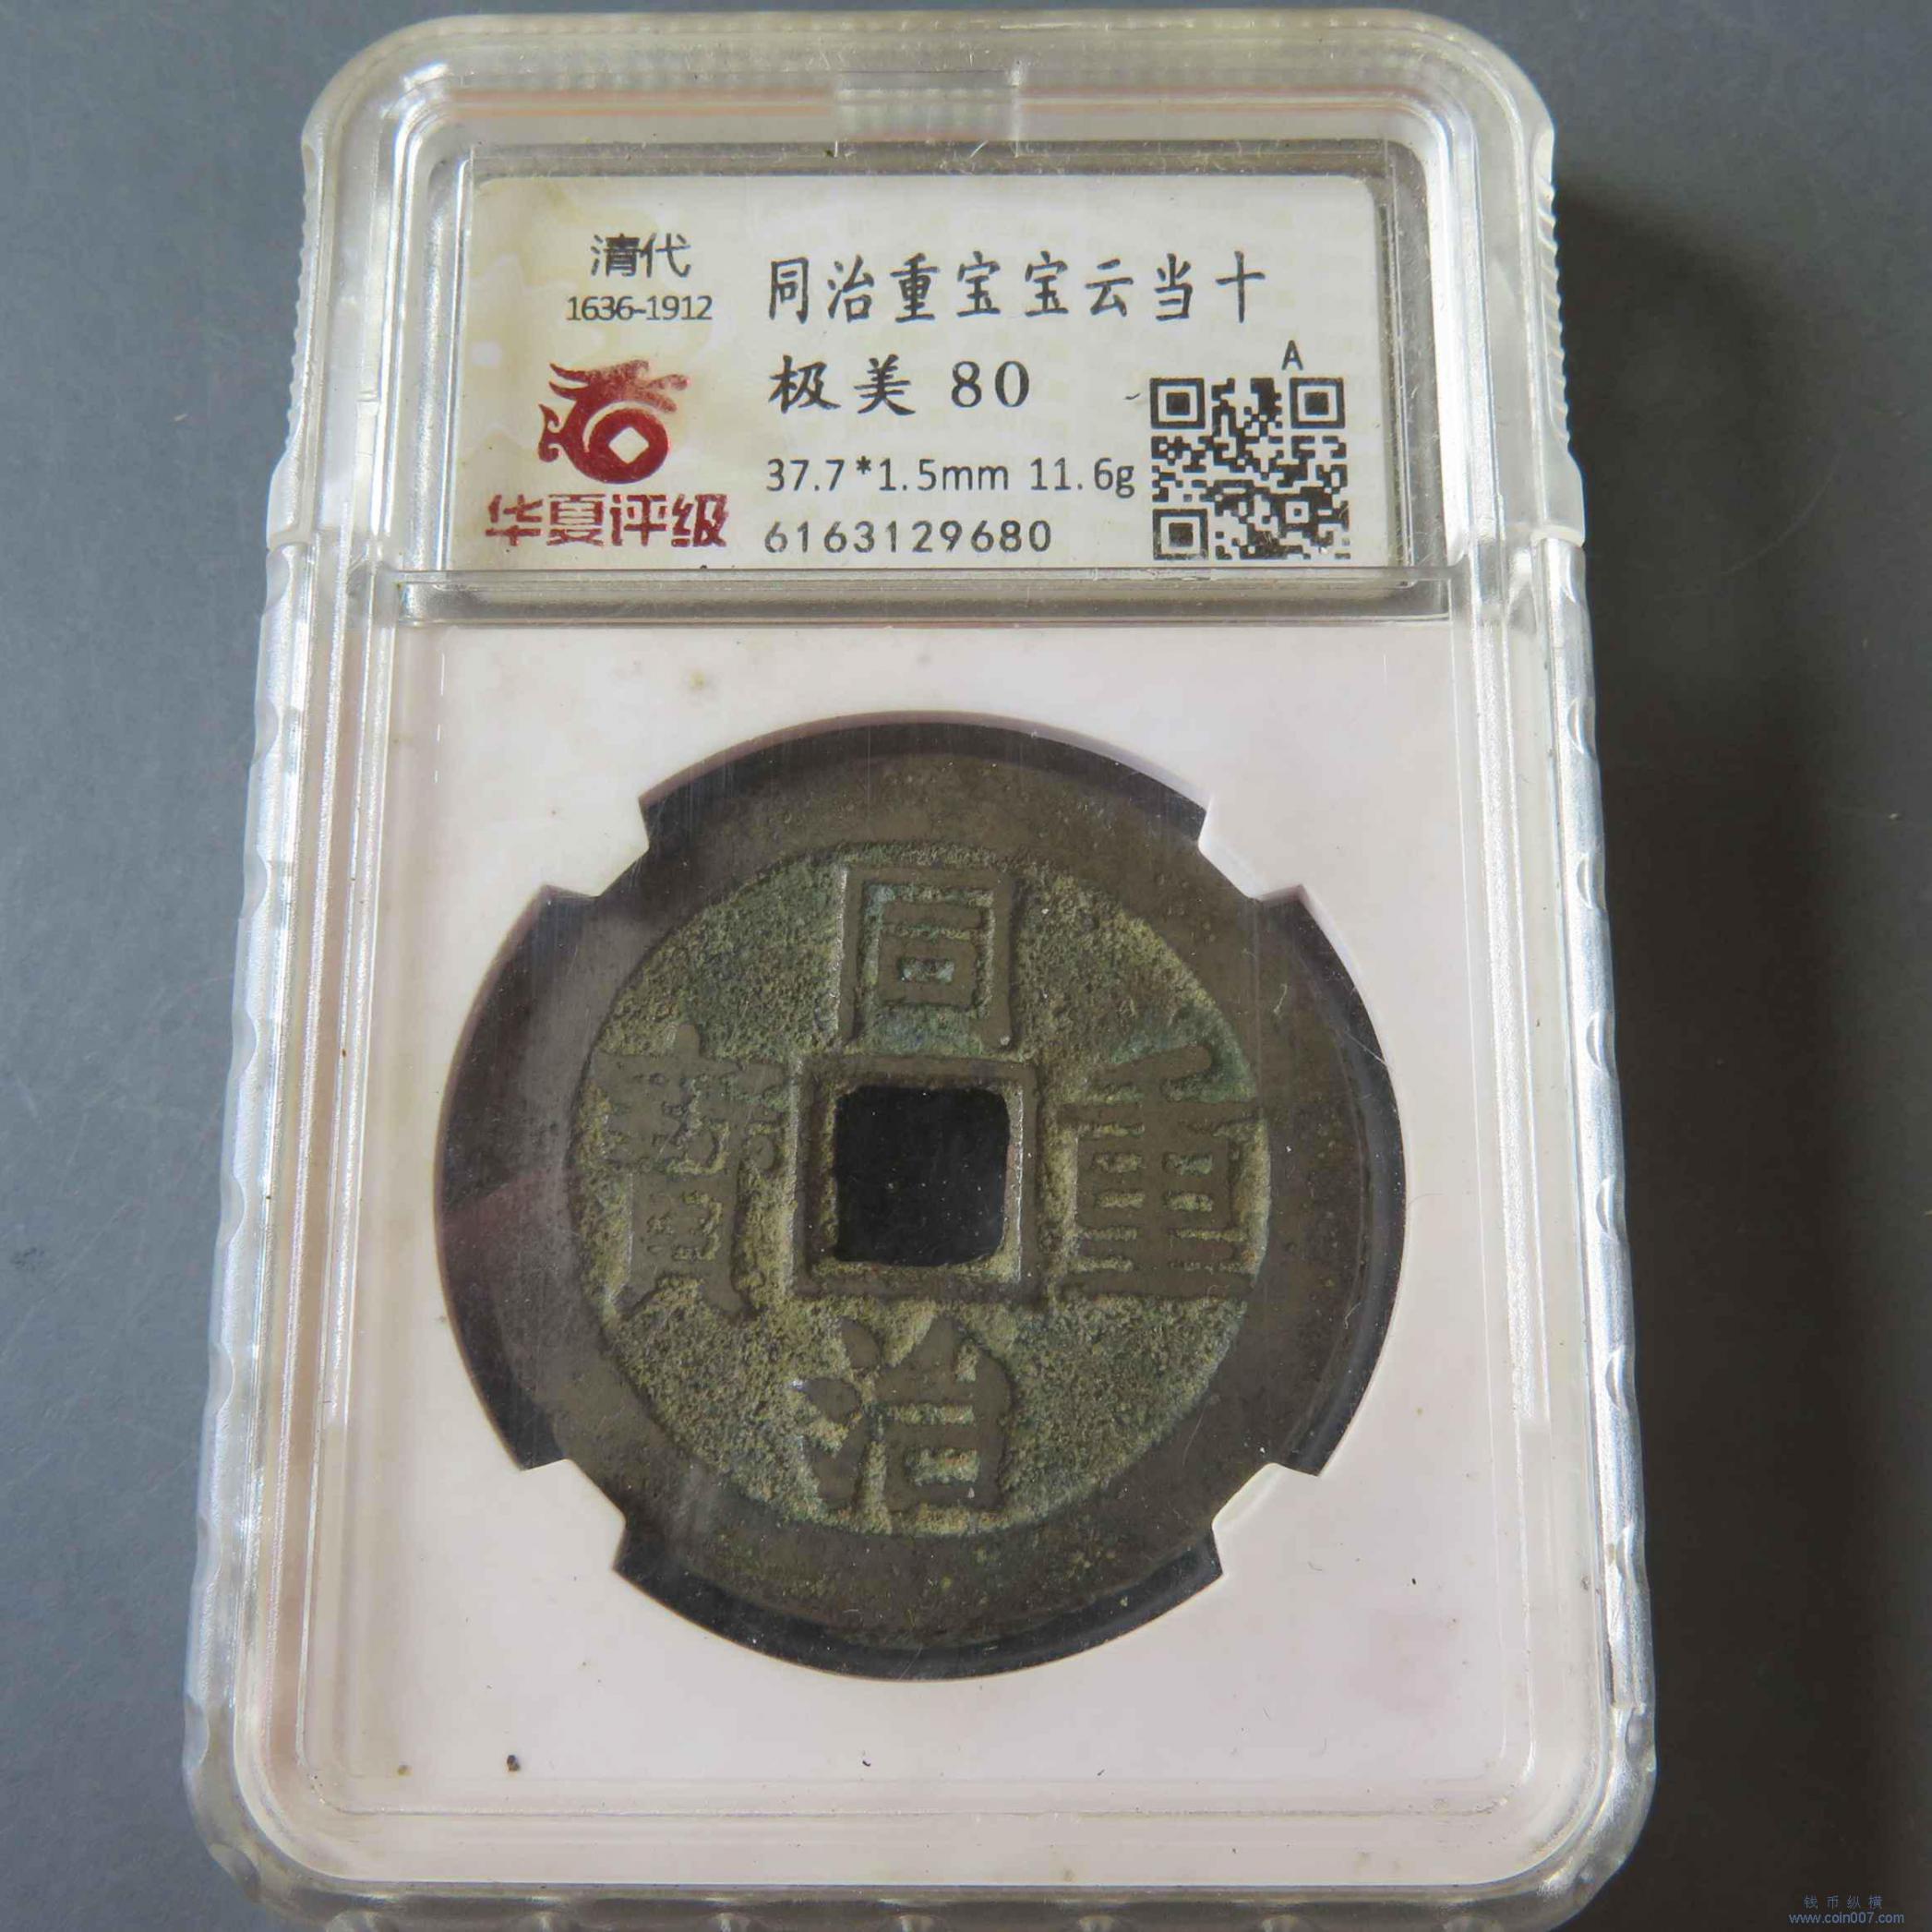 清代
1636-1912
华夏评级
同治重宝宝云当十
极美 80
A
37.7*1.5mm 11.6g
6163129680
同
治
重
寶
钱币纵横
www.coin007.com